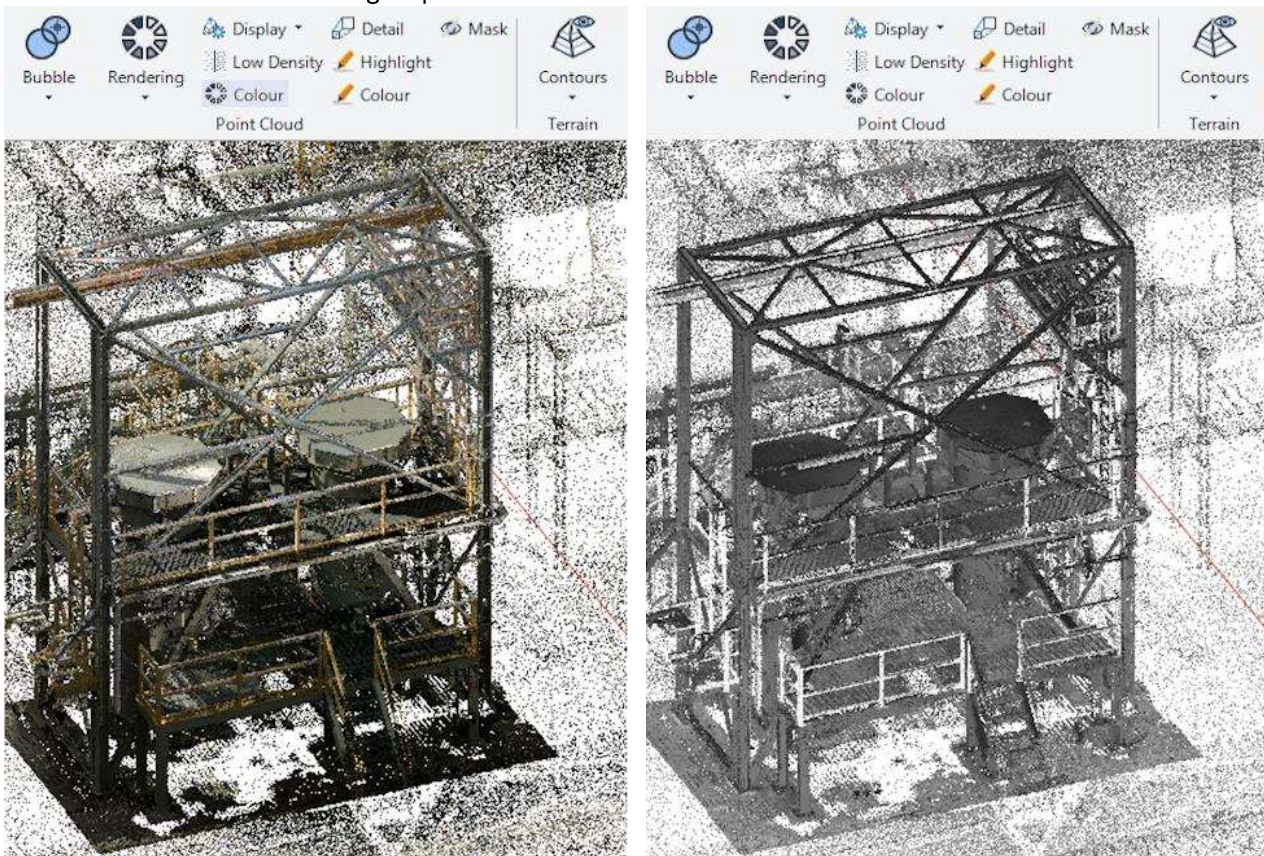 Display Detail Mask
Low Density Highlight
Bubble Rendering Colour Colour Contours
Point Cloud Terrain
Display Detail Mask
Low Density Highlight
Bubble Rendering Colour Colour Contours
Point Cloud Terrain